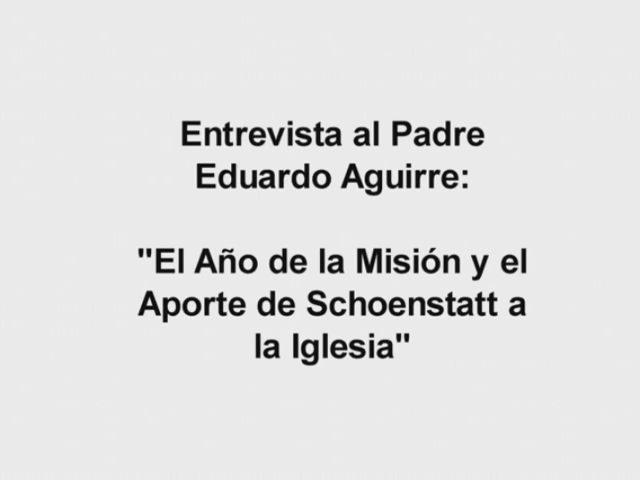 Entrevista al Padre
Eduardo Aguirre:
"El Año de la Misión y el
Aporte de Schoenstatt a
la Iglesia"